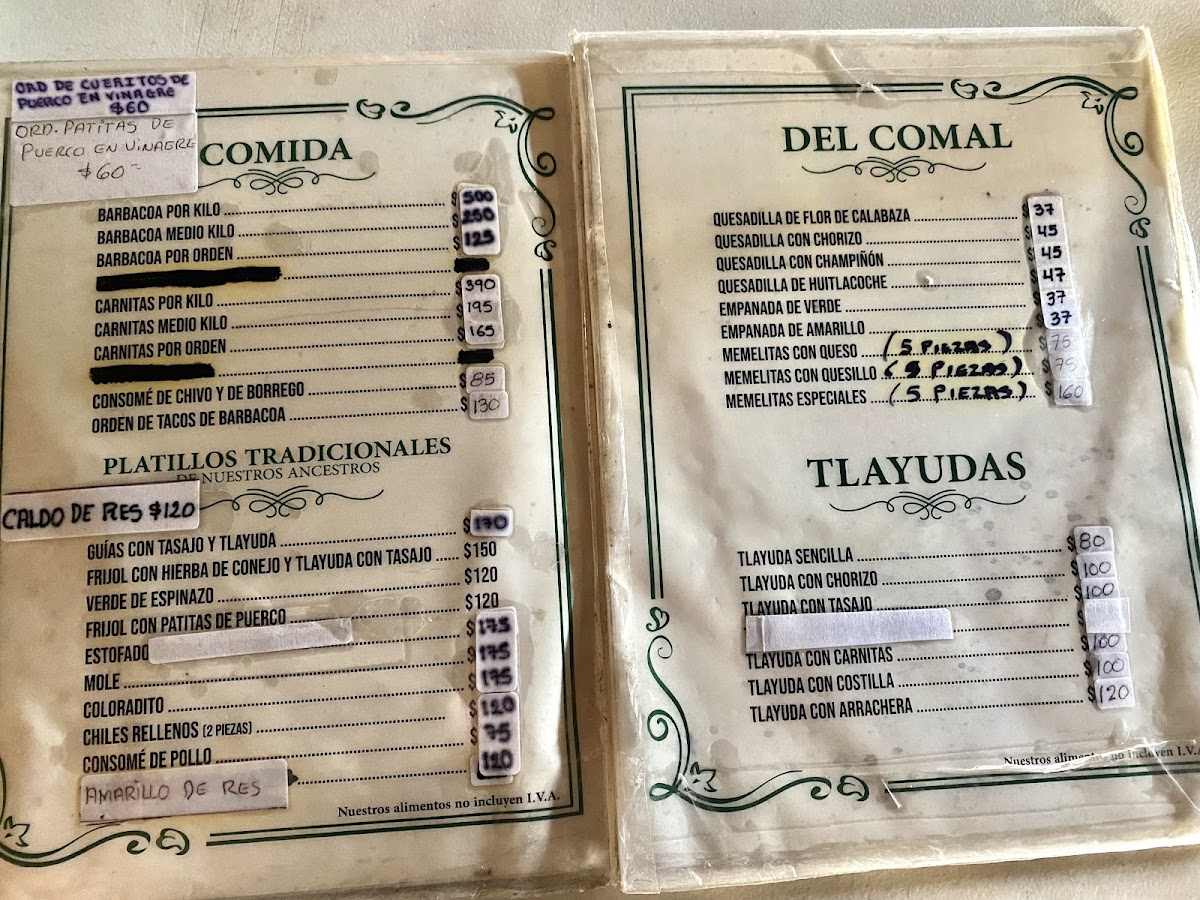 ORD DE CUERITOS DE
PUERCO EN VINAGRE
$60
ORD. PATITAS DE
PUERCO EN VINAGRE
$60-
COMIDA
BARBACOA POR KILO $500
BARBACOA MEDIO KILO $250
BARBACOA POR ORDEN $125
CARNITAS POR KILO $390
CARNITAS MEDIO KILO 195
CARNITAS POR ORDEN 165
CONSOMÉ DE CHIVO Y DE BORREGO $85
ORDEN DE TACOS DE BARBACOA $130
PLATILLOS TRADICIONALES
DE NUESTROS ANCESTROS
CALDO DE RES $120
GUÍAS CON TASAJO Y TLAYUDA $170
FRIJOL CON HIERBA DE CONEJO Y TLAYUDA CON TASAJO $150
VERDE DE ESPINAZO $120
FRIJOL CON PATITAS DE PUERCO $120
ESTOFADO $175
MOLE $175
COLORADITO $175
CHILES RELLENOS (2 PIEZAS) $120
CONSOMÉ DE POLLO $75
AMARILLO DE RES 120
Nuestros alimentos no incluyen I.V.A.
DEL COMAL
QUESADILLA DE FLOR DE CALABAZA $37
QUESADILLA CON CHORIZO $45
QUESADILLA CON CHAMPIÑÓN $45
QUESADILLA DE HUITLACOCHE $47
EMPANADA DE VERDE $37
EMPANADA DE AMARILLO $37
MEMELITAS CON QUESO (5 PIEZAS) $75
MEMELITAS CON QUESILLO (5 PIEZAS) $75
MEMELITAS ESPECIALES (5 PIEZAS) $160
TLAYUDAS
TLAYUDA SENCILLA $80
TLAYUDA CON CHORIZO $100
TLAYUDA CON TASAJO $100
TLAYUDA CON CARNITAS $100
TLAYUDA CON COSTILLA $100
TLAYUDA CON ARRACHERA $120
Nuestros alimentos no incluyen I.V.A